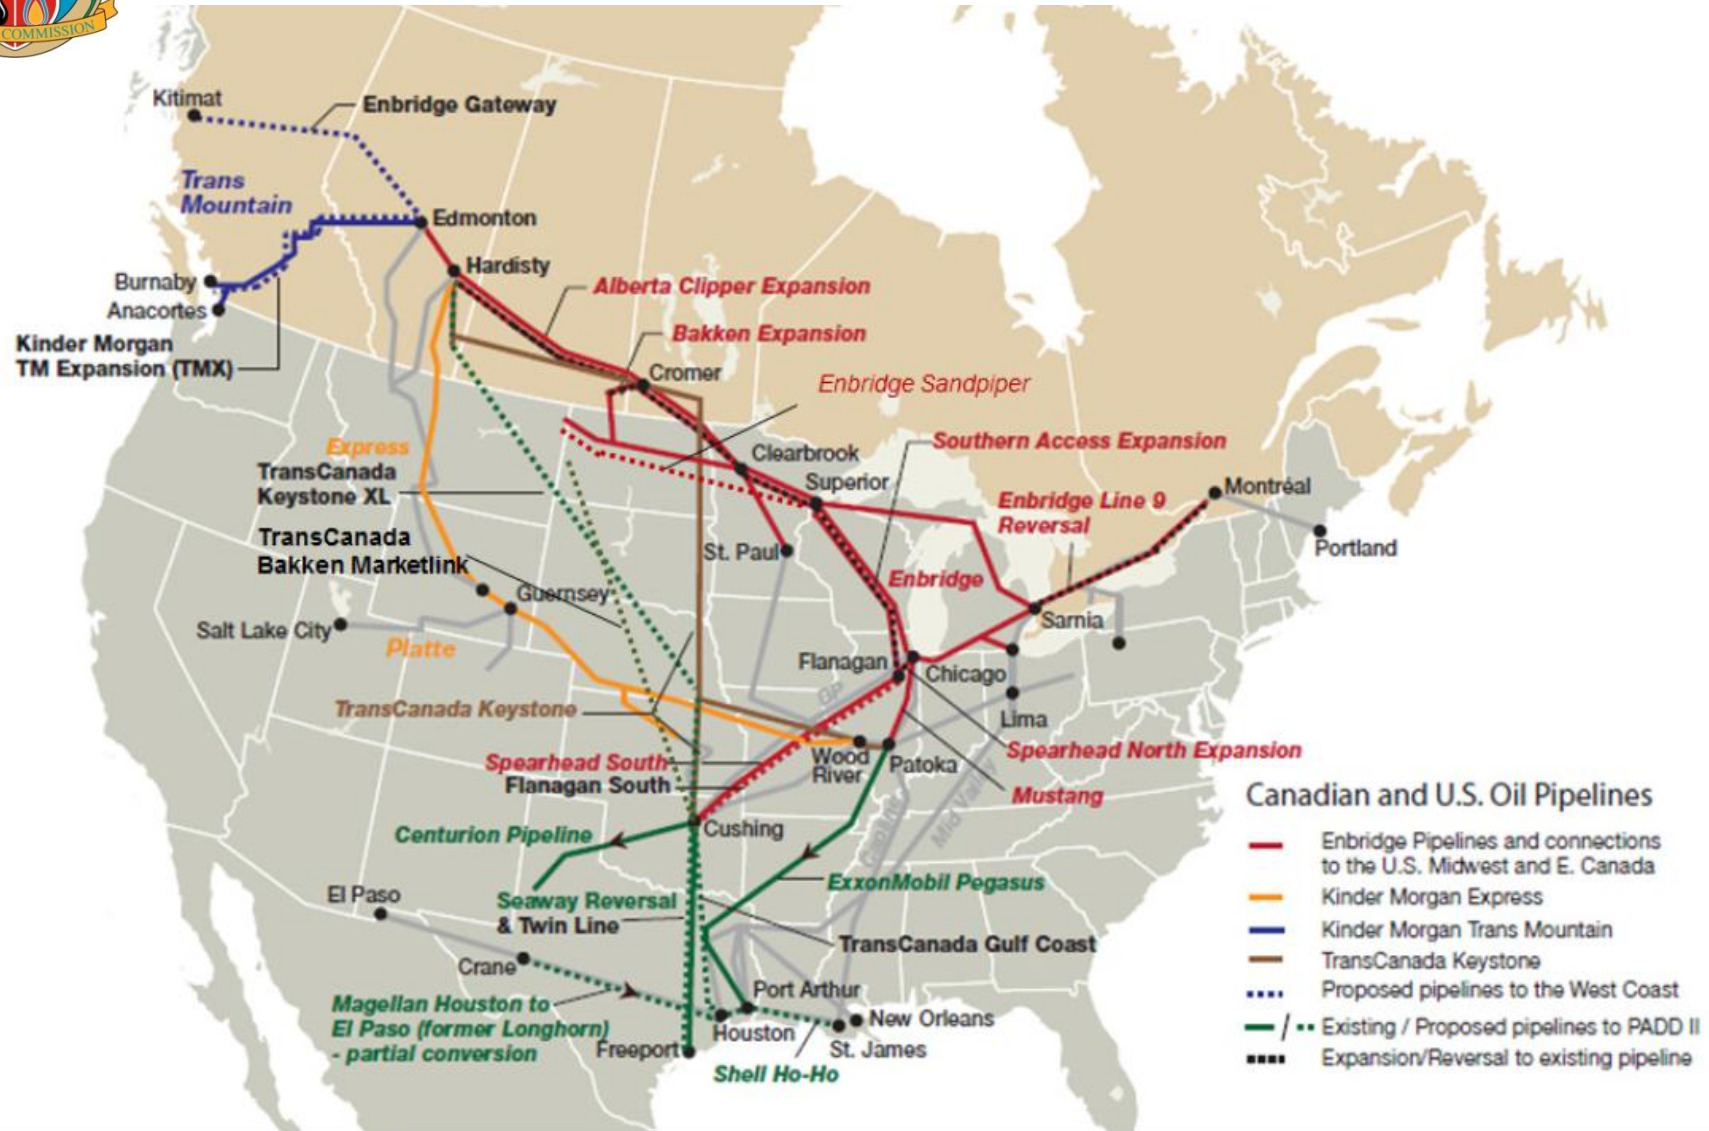 COMMISSION
Kitimat
Enbridge Gateway
Trans
Mountain
Edmonton
Hardisty
Burnaby
Anacortes
Kinder Morgan
TM Expansion (TMX)
Alberta Clipper Expansion
Bakken Expansion
Cromer
Enbridge Sandpiper
Express
TransCanada
Keystone XL
Clearbrook
Superior
Southern Access Expansion
Enbridge Line 9
Reversal
Montréal
Portland
TransCanada
Bakken Marketlink
St. Paul
Enbridge
Guernsey
Sarnia
Salt Lake City
Platte
Flanagan
Chicago
BP
Lima
TransCanada Keystone
Spearhead South
Flanagan South
Wood
River
Patoka
Spearhead North Expansion
Mustang
Mid Valley
Capline
Centurion Pipeline
Cushing
ExxonMobil Pegasus
El Paso
Seaway Reversal
& Twin Line
TransCanada Gulf Coast
Crane
Magellan Houston to
El Paso (former Longhorn)
- partial conversion
Port Arthur
Houston
New Orleans
St. James
Freeport
Shell Ho-Ho
Canadian and U.S. Oil Pipelines
Enbridge Pipelines and connections
to the U.S. Midwest and E. Canada
Kinder Morgan Express
Kinder Morgan Trans Mountain
TransCanada Keystone
Proposed pipelines to the West Coast
Existing / Proposed pipelines to PADD II
Expansion/Reversal to existing pipeline